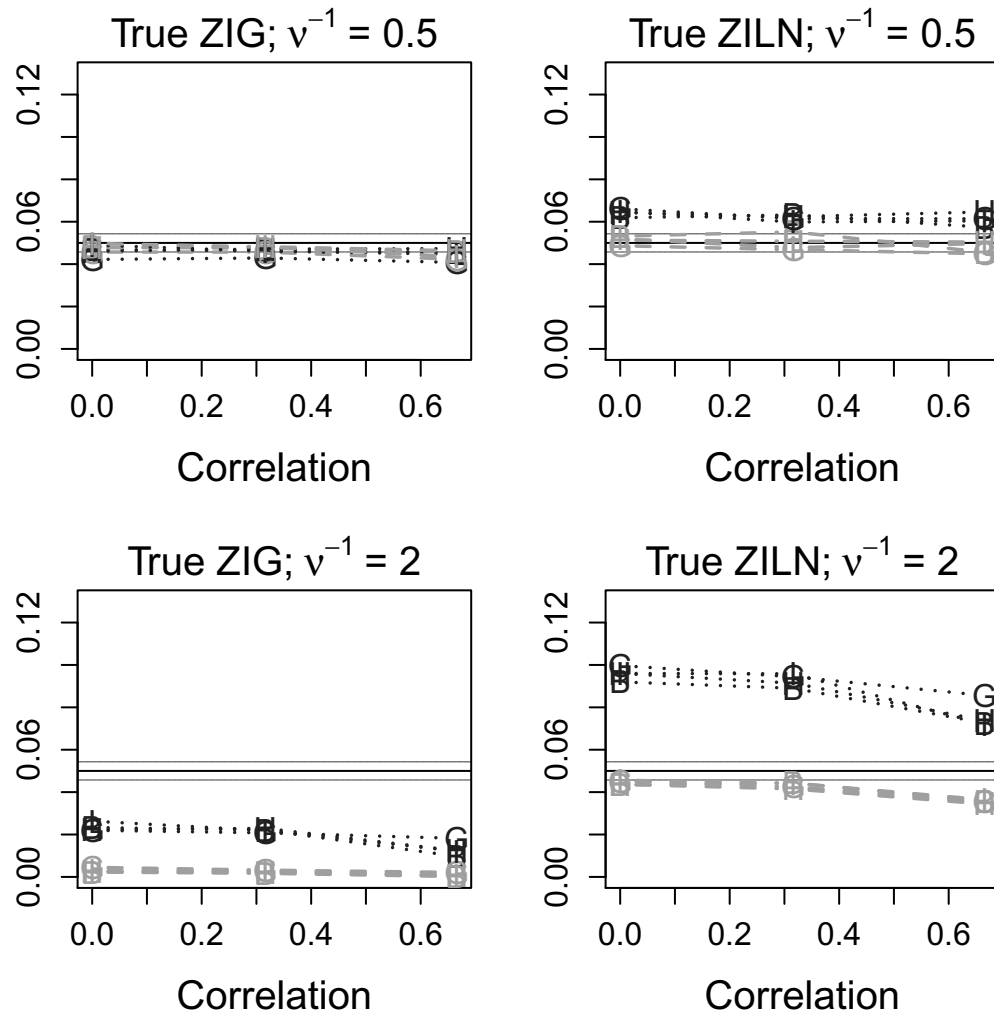 True ZIG; ν⁻¹ = 0.5
0.12
0.06
0.00
0.0 0.2 0.4 0.6
Correlation
True ZILN; ν⁻¹ = 0.5
0.12
0.06
0.00
0.0 0.2 0.4 0.6
Correlation
True ZIG; ν⁻¹ = 2
0.12
0.06
0.00
0.0 0.2 0.4 0.6
Correlation
G
True ZILN; ν⁻¹ = 2
0.12
0.06
0.00
0.0 0.2 0.4 0.6
Correlation
G